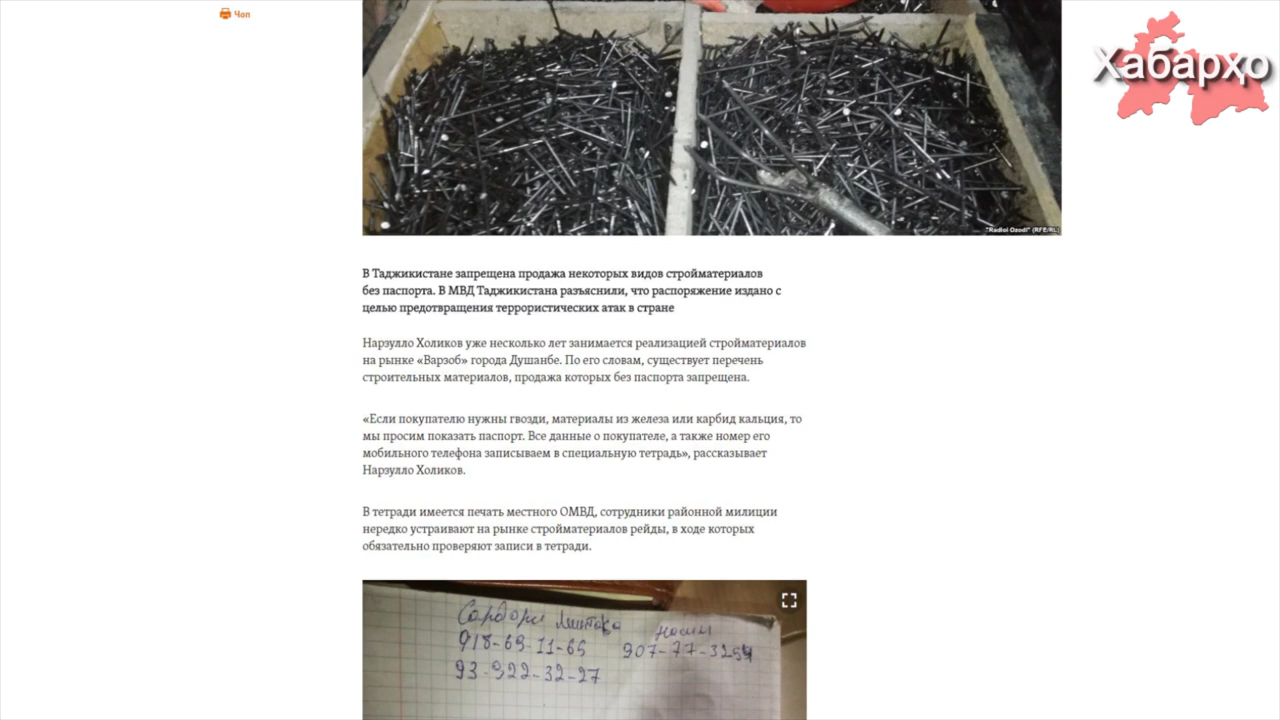 Чоп
Хабарҳо
"Radioi Ozodi" (RFE/RL)
В Таджикистане запрещена продажа некоторых видов стройматериалов
без паспорта. В МВД Таджикистана разъяснили, что распоряжение издано с
целью предотвращения террористических атак в стране
Нарзулло Холиков уже несколько лет занимается реализацией стройматериалов
на рынке «Варзоб» города Душанбе. По его словам, существует перечень
строительных материалов, продажа которых без паспорта запрещена.
«Если покупателю нужны гвозди, материалы из железа или карбид кальция, то
мы просим показать паспорт. Все данные о покупателе, а также номер его
мобильного телефона записываем в специальную тетрадь», рассказывает
Нарзулло Холиков.
В тетради имеется печать местного ОМВД, сотрудники районной милиции
нередко устраивают на рынке стройматериалов рейды, в ходе которых
обязательно проверяют записи в тетради.
Сардори
918-69-11-65
93-922-32-27